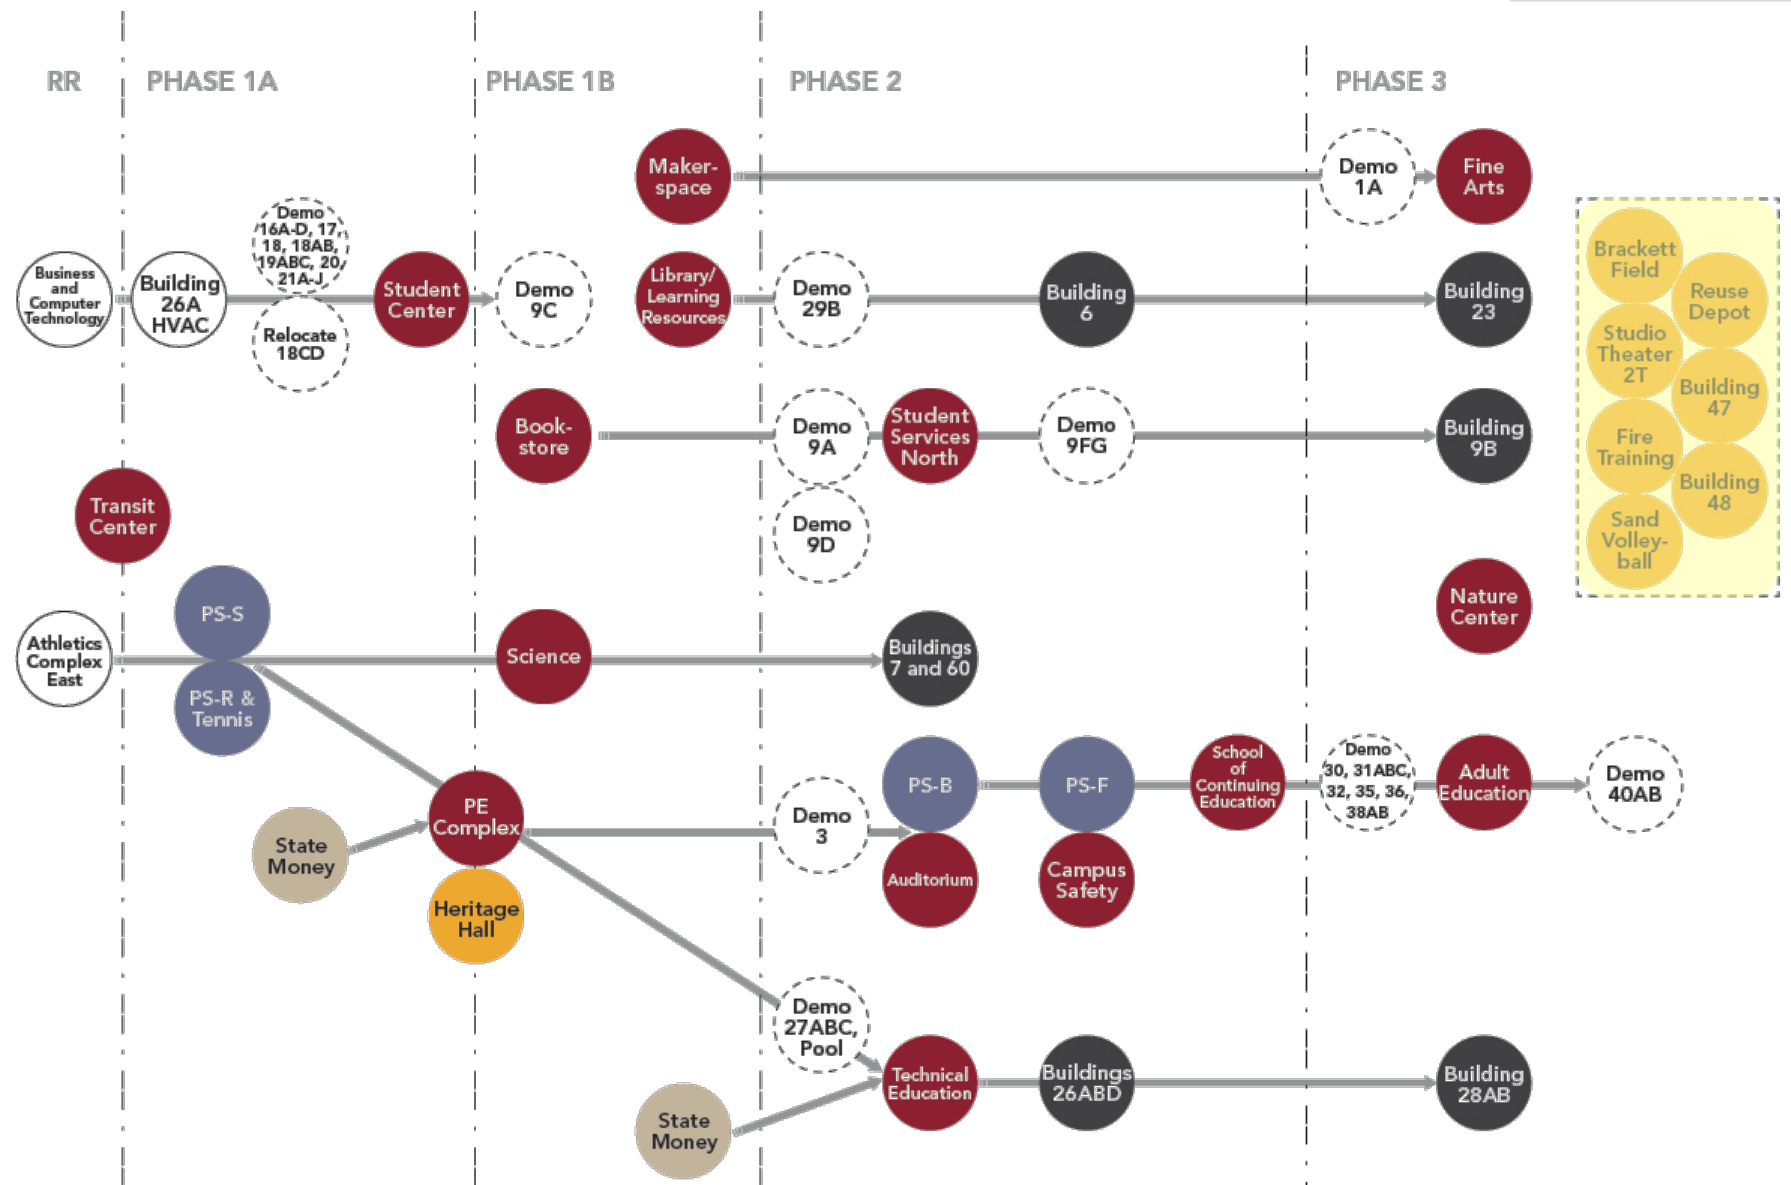 RR
PHASE 1A
PHASE 1B
PHASE 2
PHASE 3
Maker-
space
Demo
1A
Fine
Arts
Business
and
Computer
Technology
Building
26A
HVAC
Demo
16A-D, 17,
18, 18AB,
19ABC, 20,
21A-J
Relocate
18CD
Student
Center
Demo
9C
Library/
Learning
Resources
Demo
29B
Building
6
Building
23
Book-
store
Demo
9A
Student
Services
North
Demo
9FG
Building
9B
Demo
9D
Transit
Center
Brackett
Field
Reuse
Depot
Studio
Theater
2T
Building
47
Fire
Training
Building
48
Sand
Volley-
ball
Nature
Center
Athletics
Complex
East
PS-S
PS-R &
Tennis
Science
Buildings
7 and 60
State
Money
PE
Complex
Heritage
Hall
Demo
3
PS-B
Auditorium
PS-F
Campus
Safety
School
of
Continuing
Education
Demo
30, 31ABC,
32, 35, 36,
38AB
Adult
Education
Demo
40AB
Demo
27ABC,
Pool
State
Money
Technical
Education
Buildings
26ABD
Building
28AB